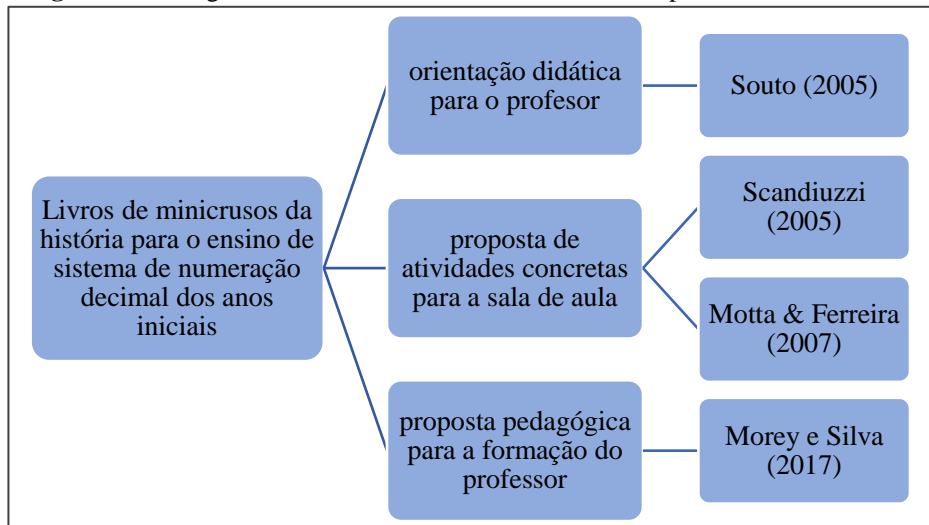 Livros de minicrusos da
história para o ensino de
sistema de numeração
decimal dos anos
iniciais
orientação didática
para o profesor
Souto (2005)
proposta de
atividades concretas
para a sala de aula
Scandiuzzi
(2005)
Motta & Ferreira
(2007)
proposta pedagógica
para a formação do
professor
Morey e Silva
(2017)